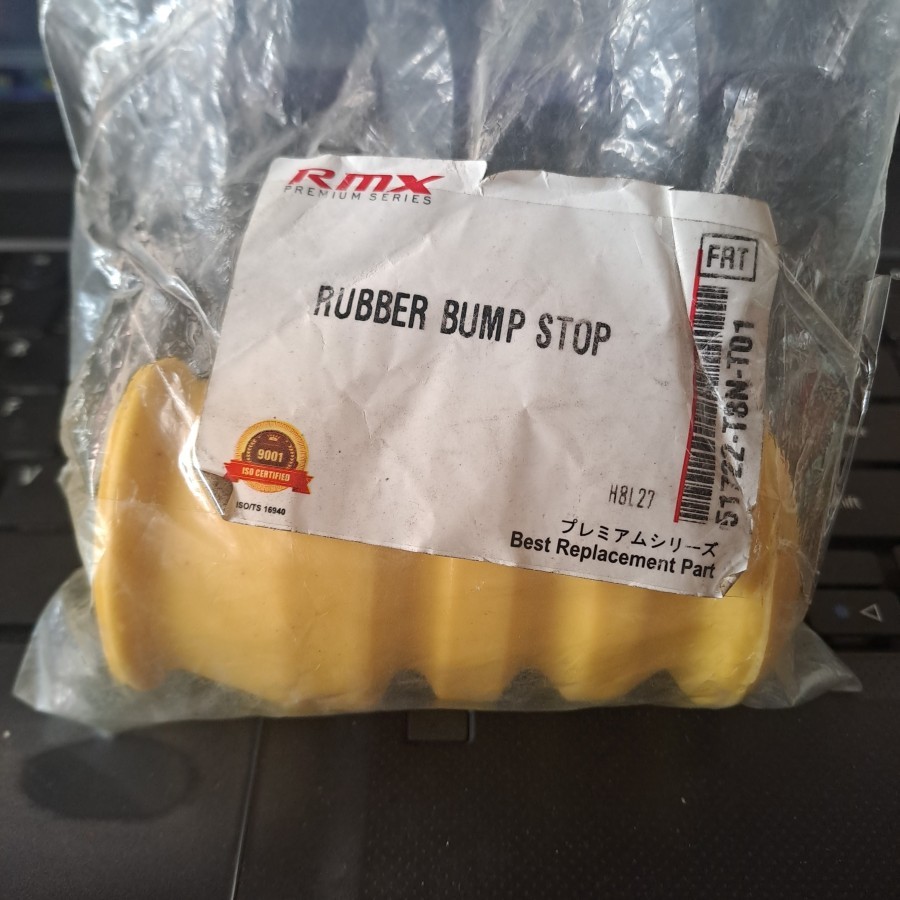 RMX
PREMIUM SERIES
FRT
RUBBER BUMP STOP
51722-T8N-T01
9001
ISO CERTIFIED
ISO/TS 16940
H8L27
プレミアムシリーズ
Best Replacement Part